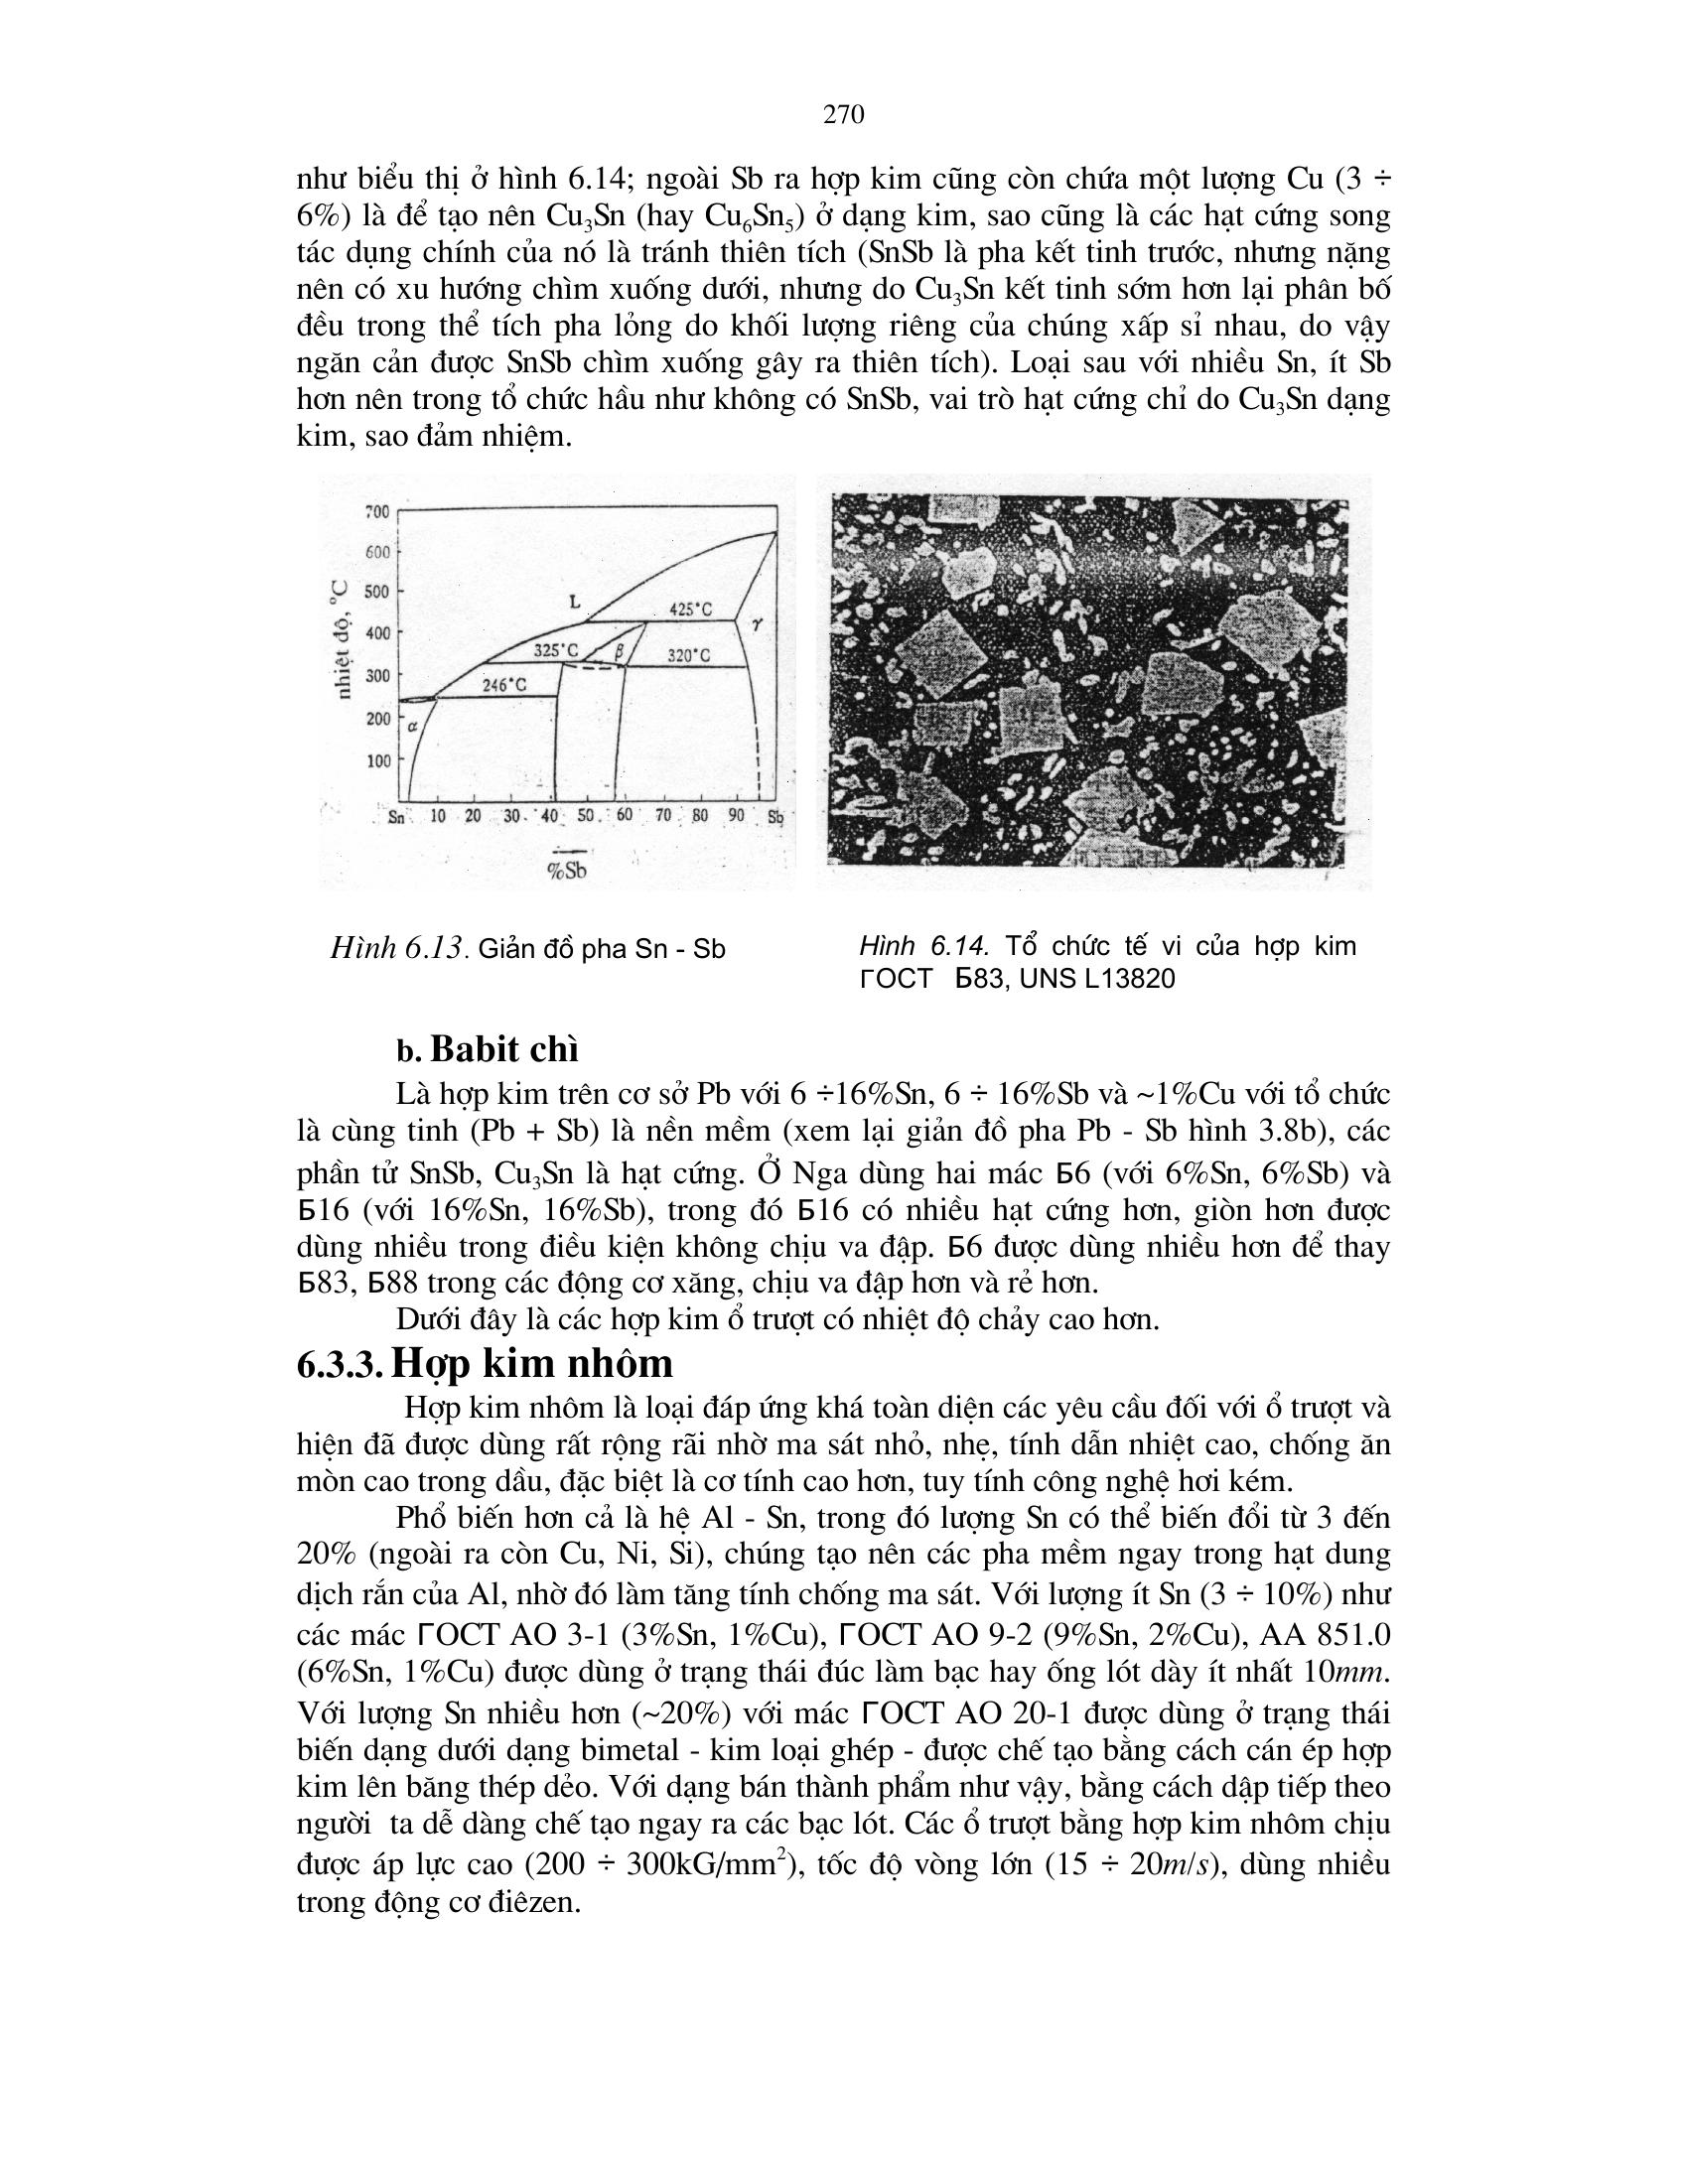 270
như biểu thị ở hình 6.14; ngoài Sb ra hợp kim cũng còn chứa một lượng Cu (3 ÷
6%) là để tạo nên Cu₃Sn (hay Cu₆Sn₅) ở dạng kim, sao cũng là các hạt cứng song
tác dụng chính của nó là tránh thiên tích (SnSb là pha kết tinh trước, nhưng nặng
nên có xu hướng chìm xuống dưới, nhưng do Cu₃Sn kết tinh sớm hơn lại phân bố
đều trong thể tích pha lỏng do khối lượng riêng của chúng xấp sỉ nhau, do vậy
ngăn cản được SnSb chìm xuống gây ra thiên tích). Loại sau với nhiều Sn, ít Sb
hơn nên trong tổ chức hầu như không có SnSb, vai trò hạt cứng chỉ do Cu₃Sn dạng
kim, sao đảm nhiệm.
nhiệt độ, °C
700
600
500
400
300
200
100
L
425°C
γ
325°C
β
320°C
246°C
α
Sn 10 20 30 40 50 60 70 80 90 Sb
%Sb
Hình 6.13. Giản đồ pha Sn - Sb
Hình 6.14. Tổ chức tế vi của hợp kim
ГОСТ Б83, UNS L13820
b. Babit chì
Là hợp kim trên cơ sở Pb với 6 ÷16%Sn, 6 ÷ 16%Sb và ~1%Cu với tổ chức
là cùng tinh (Pb + Sb) là nền mềm (xem lại giản đồ pha Pb - Sb hình 3.8b), các
phần tử SnSb, Cu₃Sn là hạt cứng. Ở Nga dùng hai mác Б6 (với 6%Sn, 6%Sb) và
Б16 (với 16%Sn, 16%Sb), trong đó Б16 có nhiều hạt cứng hơn, giòn hơn được
dùng nhiều trong điều kiện không chịu va đập. Б6 được dùng nhiều hơn để thay
Б83, Б88 trong các động cơ xăng, chịu va đập hơn và rẻ hơn.
Dưới đây là các hợp kim ổ trượt có nhiệt độ chảy cao hơn.
6.3.3. Hợp kim nhôm
Hợp kim nhôm là loại đáp ứng khá toàn diện các yêu cầu đối với ổ trượt và
hiện đã được dùng rất rộng rãi nhờ ma sát nhỏ, nhẹ, tính dẫn nhiệt cao, chống ăn
mòn cao trong dầu, đặc biệt là cơ tính cao hơn, tuy tính công nghệ hơi kém.
Phổ biến hơn cả là hệ Al - Sn, trong đó lượng Sn có thể biến đổi từ 3 đến
20% (ngoài ra còn Cu, Ni, Si), chúng tạo nên các pha mềm ngay trong hạt dung
dịch rắn của Al, nhờ đó làm tăng tính chống ma sát. Với lượng ít Sn (3 ÷ 10%) như
các mác ГОСТ AO 3-1 (3%Sn, 1%Cu), ГОСТ AO 9-2 (9%Sn, 2%Cu), AA 851.0
(6%Sn, 1%Cu) được dùng ở trạng thái đúc làm bạc hay ống lót dày ít nhất 10mm.
Với lượng Sn nhiều hơn (~20%) với mác ГОСТ AO 20-1 được dùng ở trạng thái
biến dạng dưới dạng bimetal - kim loại ghép - được chế tạo bằng cách cán ép hợp
kim lên băng thép dẻo. Với dạng bán thành phẩm như vậy, bằng cách dập tiếp theo
người ta dễ dàng chế tạo ngay ra các bạc lót. Các ổ trượt bằng hợp kim nhôm chịu
được áp lực cao (200 ÷ 300kG/mm²), tốc độ vòng lớn (15 ÷ 20m/s), dùng nhiều
trong động cơ điêzen.